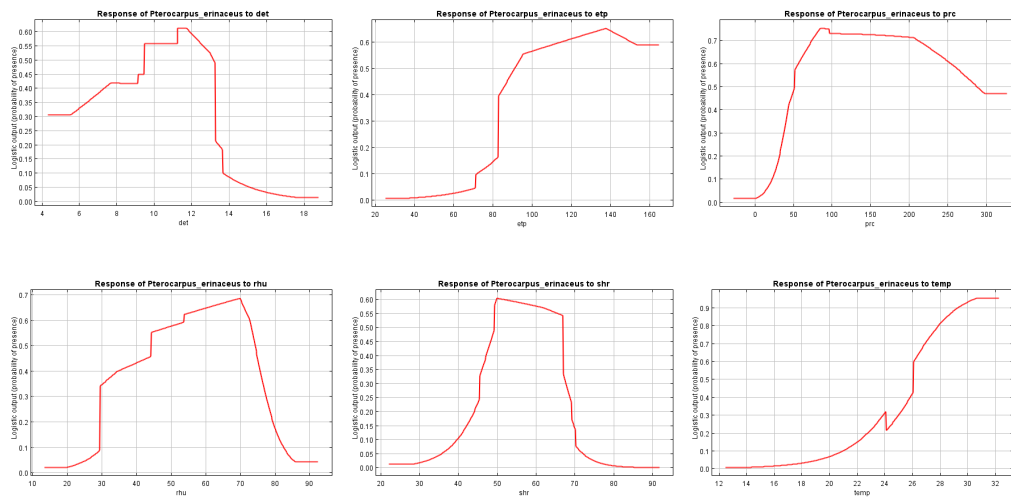 Response of Pterocarpus_erinaceus to det
Logistic output (probability of presence)
0.60
0.55
0.50
0.45
0.40
0.35
0.30
0.25
0.20
0.15
0.10
0.05
0.00
4 6 8 10 12 14 16 18
det
Response of Pterocarpus_erinaceus to etp
Logistic output (probability of presence)
0.6
0.5
0.4
0.3
0.2
0.1
0.0
20 40 60 80 100 120 140 160
etp
Response of Pterocarpus_erinaceus to prc
Logistic output (probability of presence)
0.7
0.6
0.5
0.4
0.3
0.2
0.1
0.0
0 50 100 150 200 250 300
prc
Response of Pterocarpus_erinaceus to rhu
Logistic output (probability of presence)
0.7
0.6
0.5
0.4
0.3
0.2
0.1
0.0
10 20 30 40 50 60 70 80 90
rhu
Response of Pterocarpus_erinaceus to shr
Logistic output (probability of presence)
0.60
0.55
0.50
0.45
0.40
0.35
0.30
0.25
0.20
0.15
0.10
0.05
0.00
20 30 40 50 60 70 80 90
shr
Response of Pterocarpus_erinaceus to temp
Logistic output (probability of presence)
0.9
0.8
0.7
0.6
0.5
0.4
0.3
0.2
0.1
0.0
12 14 16 18 20 22 24 26 28 30 32
temp